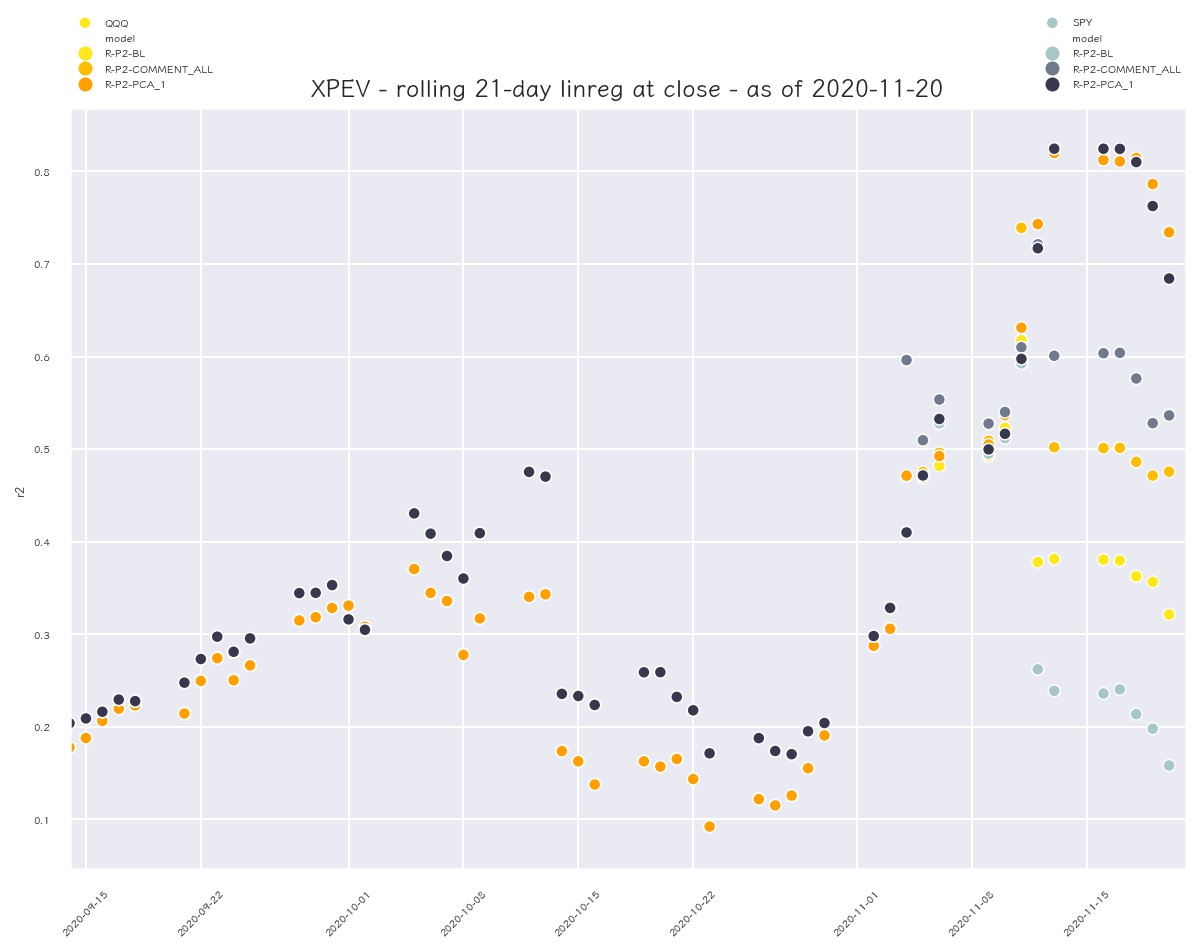 QQQ
model
R-P2-BL
R-P2-COMMENT_ALL
R-P2-PCA_1
SPY
model
R-P2-BL
R-P2-COMMENT_ALL
R-P2-PCA_1
XPEV - rolling 21-day linreg at close - as of 2020-11-20
0.8
0.7
0.6
0.5
0.4
0.3
0.2
0.1
r2
2020-09-15
2020-09-22
2020-10-01
2020-10-08
2020-10-15
2020-10-22
2020-11-01
2020-11-08
2020-11-15